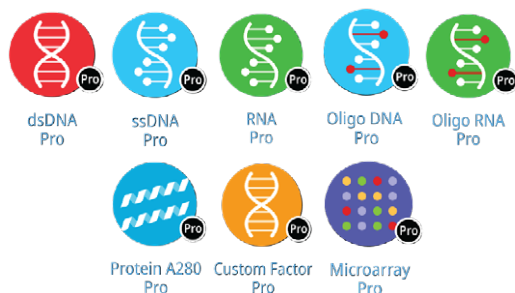 Pro Pro Pro Pro Pro
dsDNA ssDNA RNA Oligo DNA Oligo RNA
Pro Pro Pro Pro Pro
Pro Pro Pro
Protein A280 Custom Factor Microarray
Pro Pro Pro